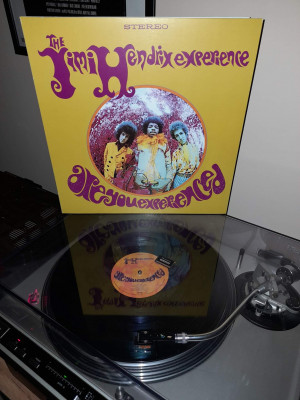 STEREO
THE
Jimi Hendrix experience
are you experienced